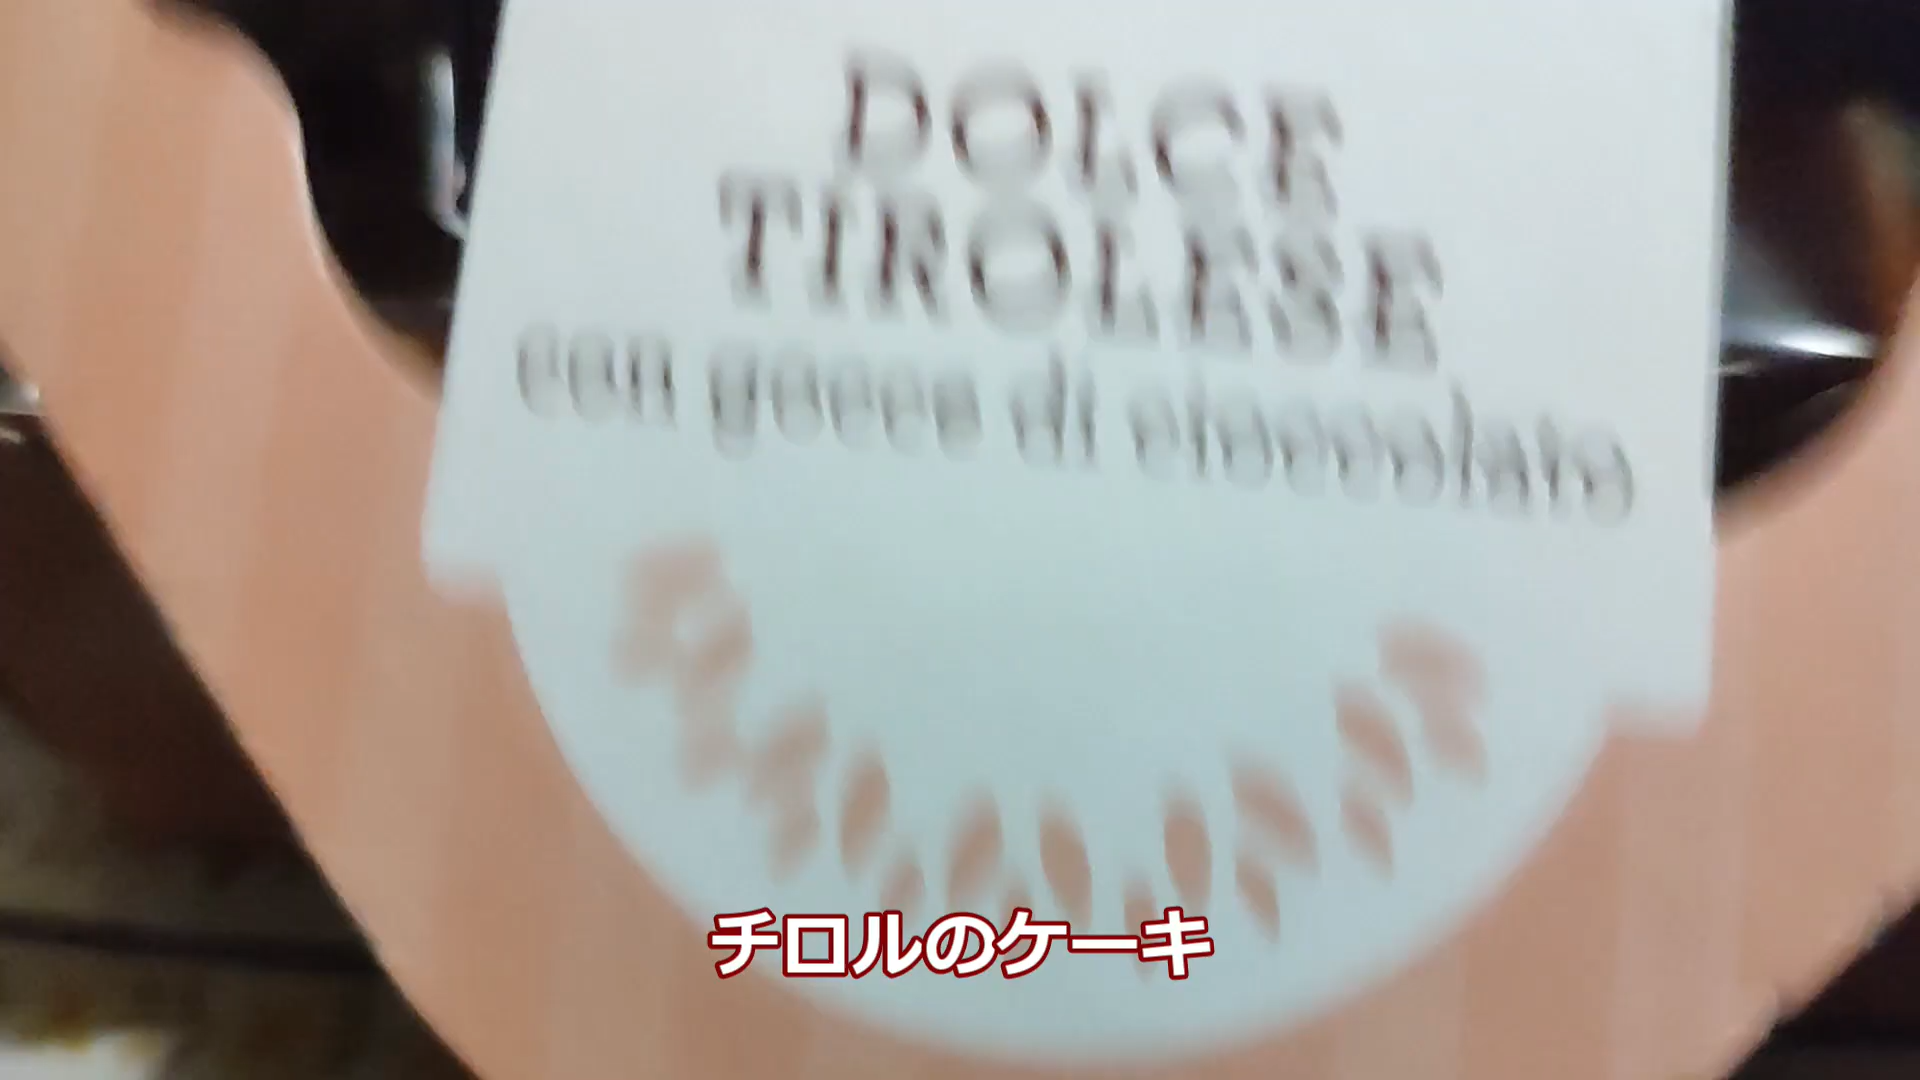 DOLCE
TIROLESE
con gocce di cioccolato
チロルのケーキ